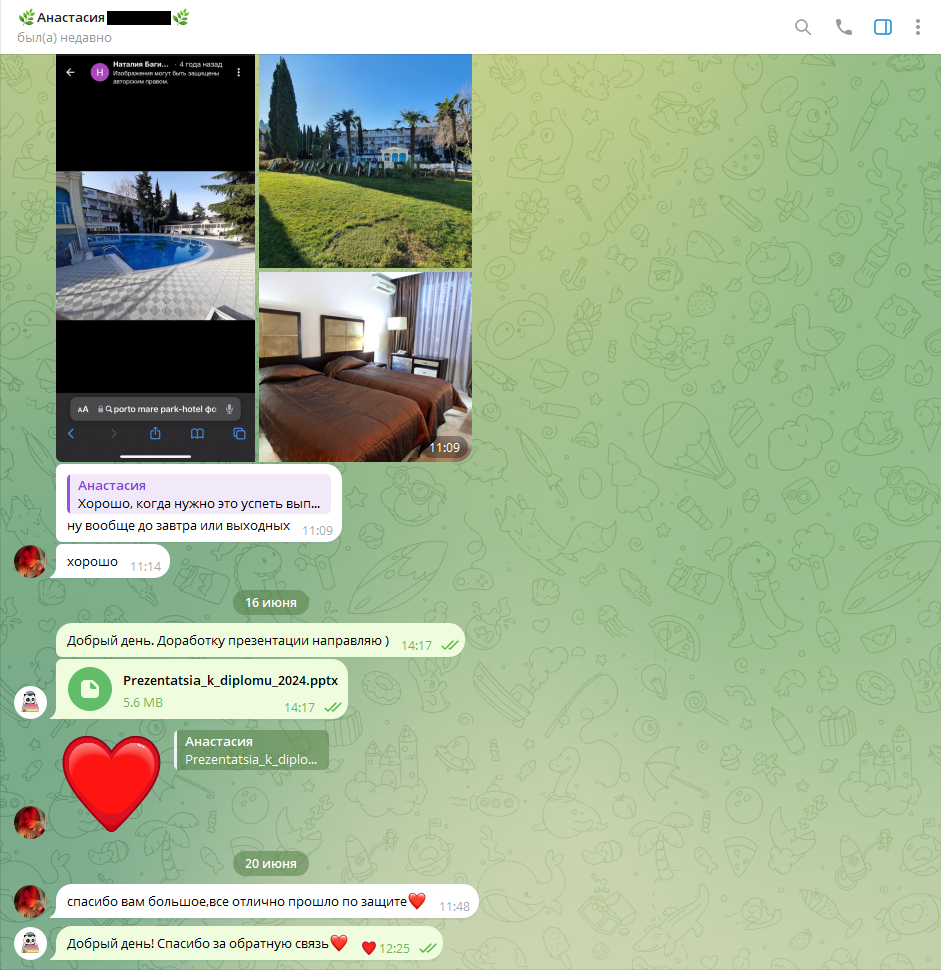 Анастасия
был(а) недавно
Н
Наталия Баги... · 4 года назад
Изображения могут быть защищены
авторским правом.
PORTO MA
AA porto mare park-hotel фо
11:09
Анастасия
Хорошо, когда нужно это успеть вып...
ну вообще до завтра или выходных 11:09
хорошо 11:14
16 июня
Добрый день. Доработку презентации направляю ) 14:17
Prezentatsia_k_diplomu_2024.pptx
5.6 MB
14:17
Анастасия
Prezentatsia_k_diplo...
20 июня
спасибо вам большое,все отлично прошло по защите❤️ 11:48
Добрый день! Спасибо за обратную связь❤️ ❤️ 12:25